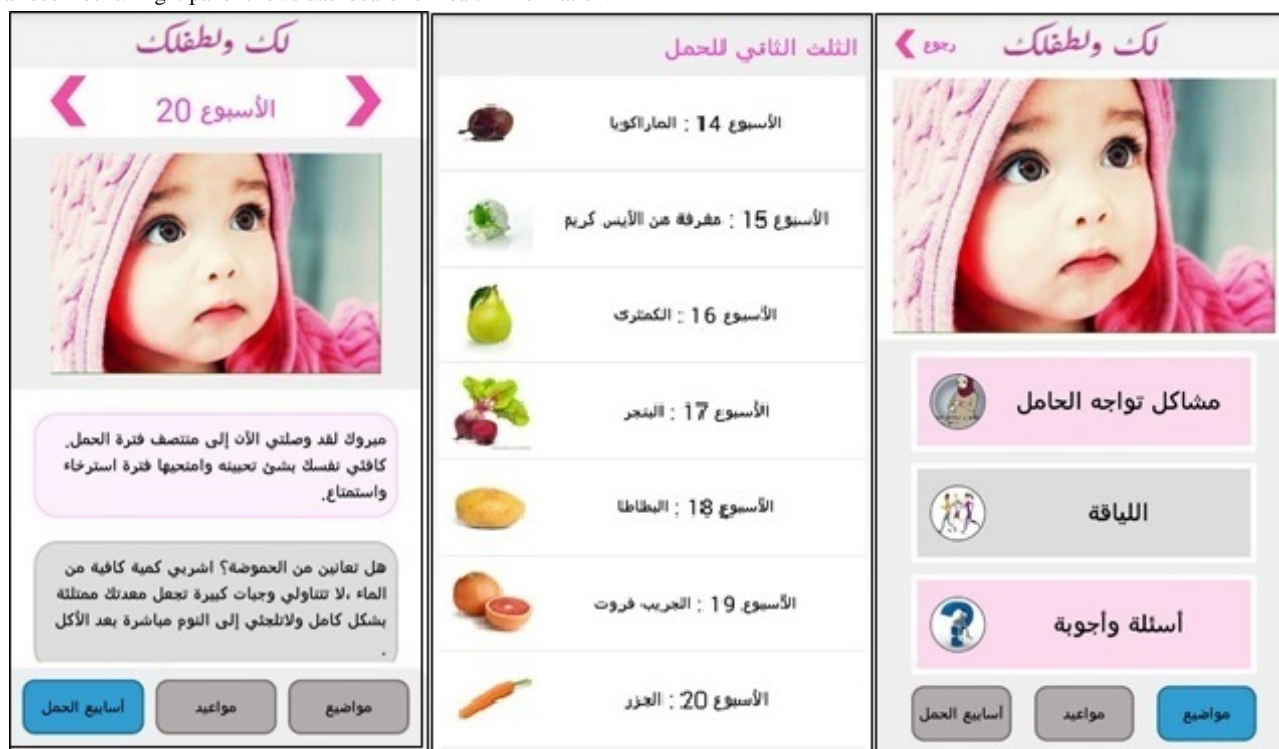 لك ولطفلك
الأسبوع 20
مبروك لقد وصلتي الآن إلى منتصف فترة الحمل.
كافئي نفسك بشئ تحبينه وامنحيها فترة استرخاء
واستمتاع.
هل تعانين من الحموضة؟ اشربي كمية كافية من
الماء ،لا تتناولي وجبات كبيرة تجعل معدتك ممتلئة
بشكل كامل ولاتلجئي إلى النوم مباشرة بعد الأكل
.
مواضيع
مواعيد
أسابيع الحمل
الثلث الثاني للحمل
الأسبوع 14 : الماراكويا
الأسبوع 15 : مغرفة من الأيس كريم
الأسبوع 16 : الكمثرى
الأسبوع 17 : البنجر
الأسبوع 18 : البطاطا
الأسبوع 19 : الجريب فروت
الأسبوع 20 : الجزر
لك ولطفلك
رجوع
مشاكل تواجه الحامل
اللياقة
أسئلة وأجوبة
مواضيع
مواعيد
أسابيع الحمل